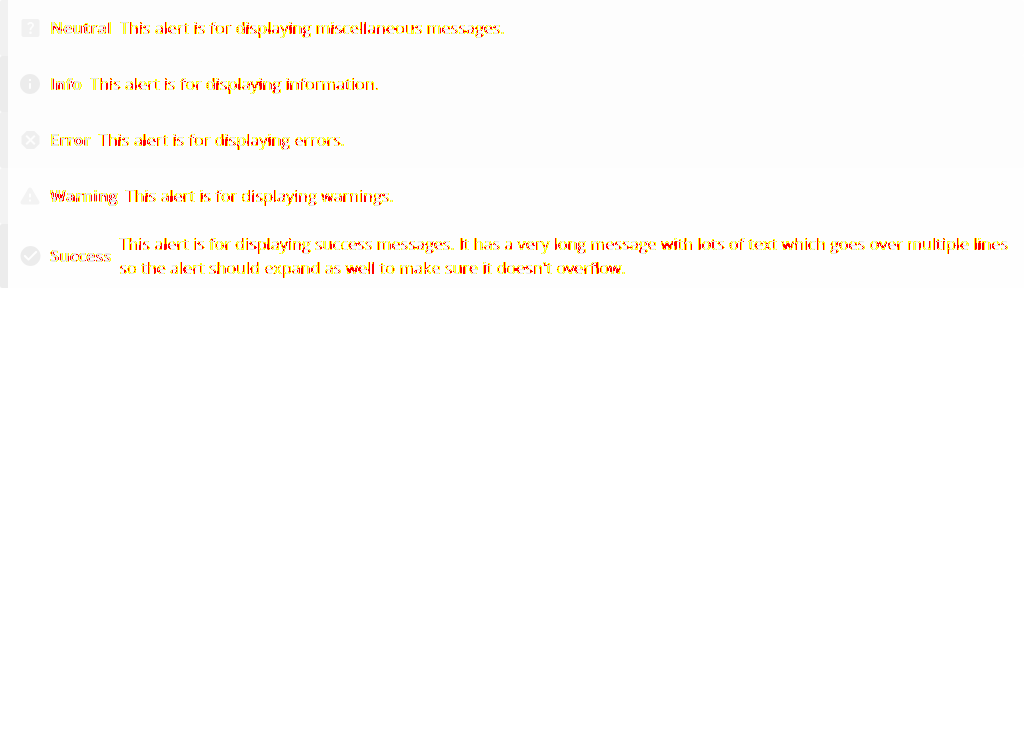 Neutral This alert is for displaying miscellaneous messages.
Info This alert is for displaying information.
Error This alert is for displaying errors.
Warning This alert is for displaying warnings.
Success This alert is for displaying success messages. It has a very long message with lots of text which goes over multiple lines
so the alert should expand as well to make sure it doesn't overflow.